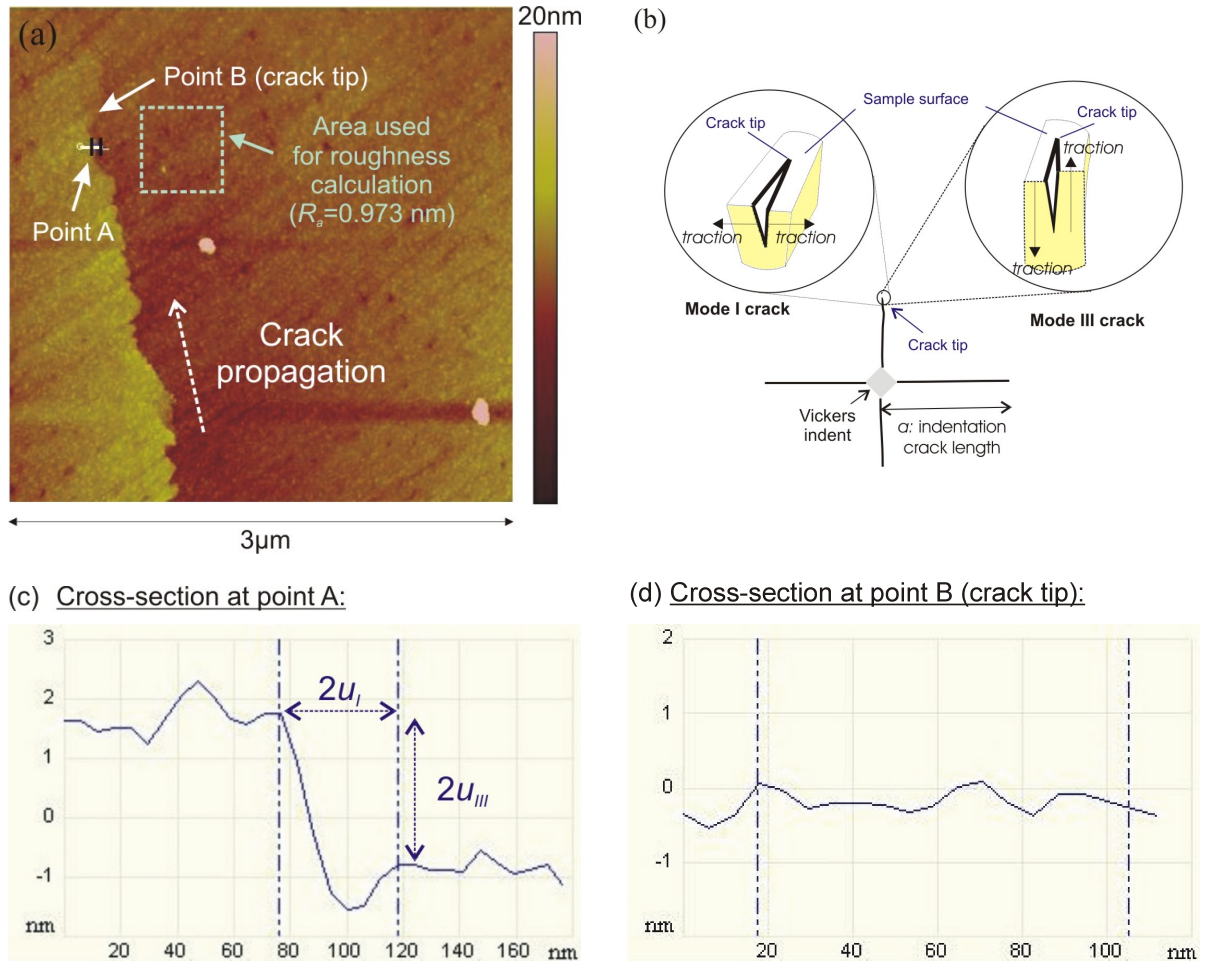 (a)
20nm
Point B (crack tip)
Area used
for roughness
calculation
(Ra=0.973 nm)
Point A
Crack
propagation
3µm
(b)
Sample surface
Crack tip
Crack tip
traction
traction
traction
traction
Mode I crack
Mode III crack
Crack tip
Vickers
indent
a: indentation
crack length
(c) Cross-section at point A:
3
2
1
0
-1
nm
20
40
60
80
100
120
140
160
nm
2uI
2uIII
(d) Cross-section at point B (crack tip):
2
1
0
-1
nm
20
40
60
80
100
nm